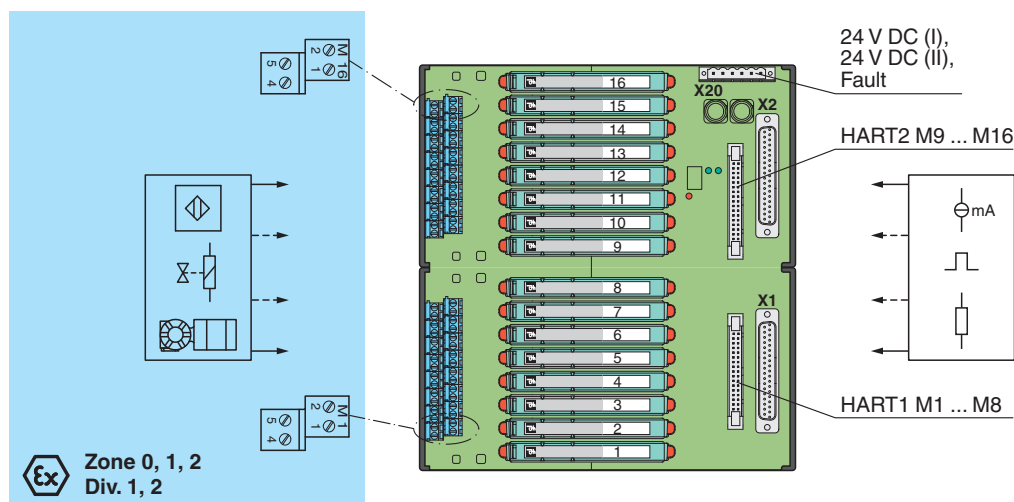 M 16
2
1
5
4
24 V DC (I),
24 V DC (II),
Fault
X20
X2
HART2 M9 ... M16
mA
16
15
14
13
12
11
10
9
8
7
6
5
4
3
2
1
X1
HART1 M1 ... M8
M 1
2
1
5
4
εx
Zone 0, 1, 2
Div. 1, 2